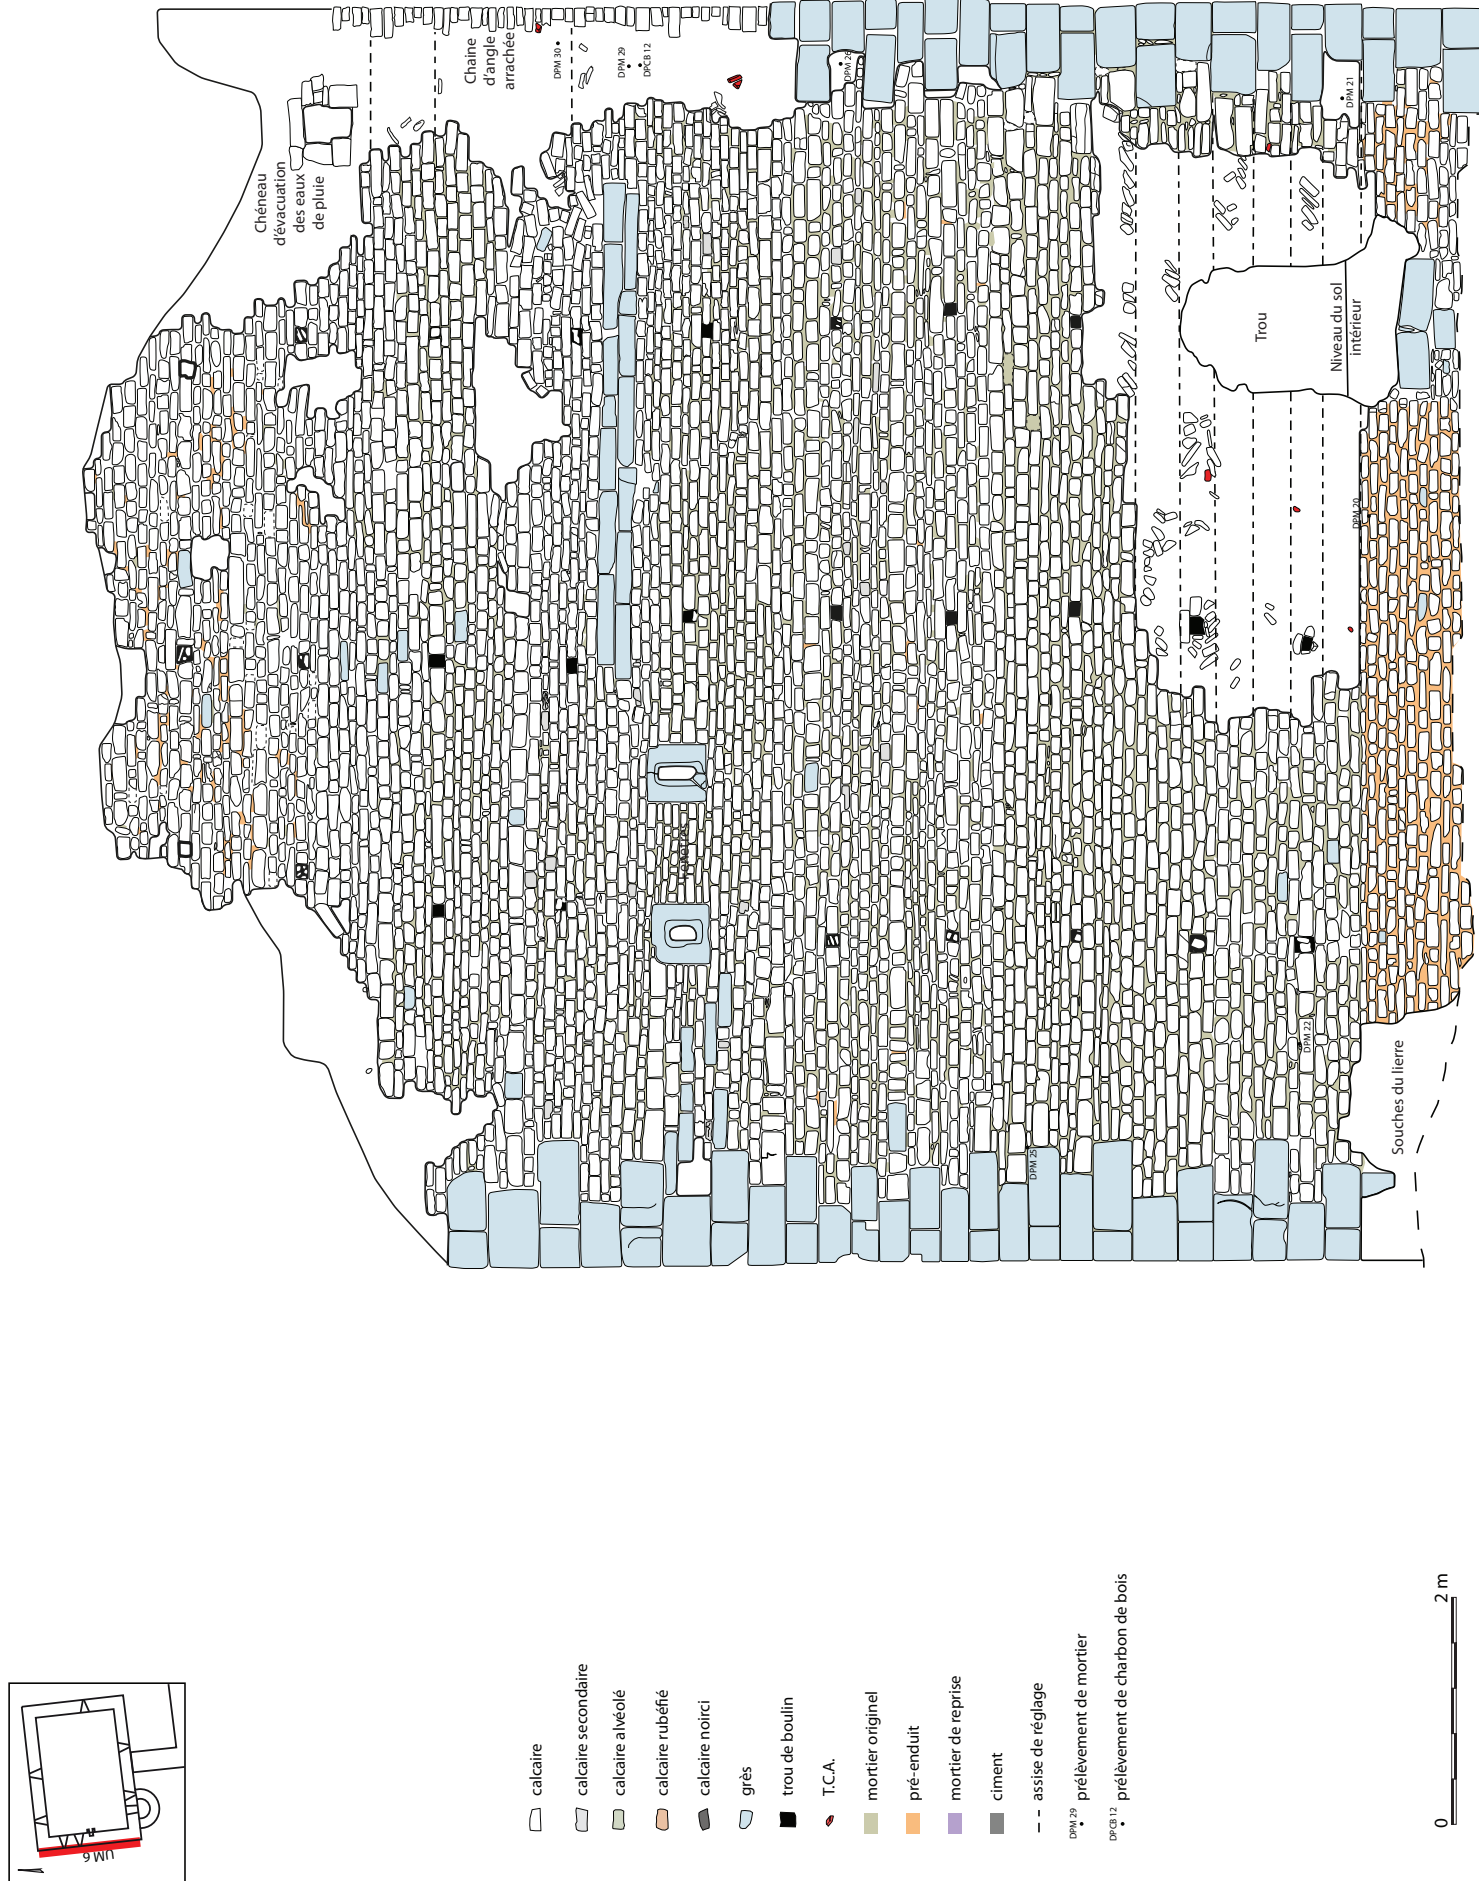 Chéneau
d'évacuation
des eaux
de pluie
Chaine
d'angle
arrachée
DPM 30
DPM 29
DPCB 12
DPM 26
DPM 21
Trou
Niveau du sol
intérieur
DPM 20
DPM 22
DPM 25
Souches du lierre
UM 6
calcaire
calcaire secondaire
calcaire alvéolé
calcaire rubéfié
calcaire noirci
grès
trou de boulin
T.C.A.
mortier originel
pré-enduit
mortier de reprise
ciment
assise de réglage
DPM 29
prélèvement de mortier
DPCB 12
prélèvement de charbon de bois
0
2 m